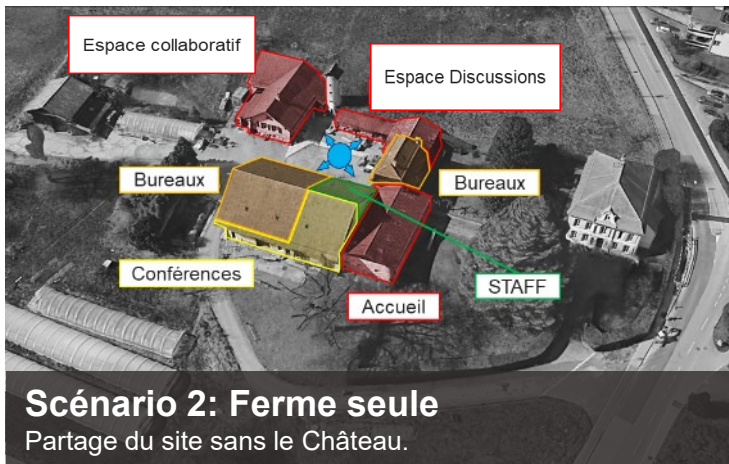 Espace collaboratif
Espace Discussions
Bureaux
Bureaux
Conférences
STAFF
Accueil
Scénario 2: Ferme seule
Partage du site sans le Château.